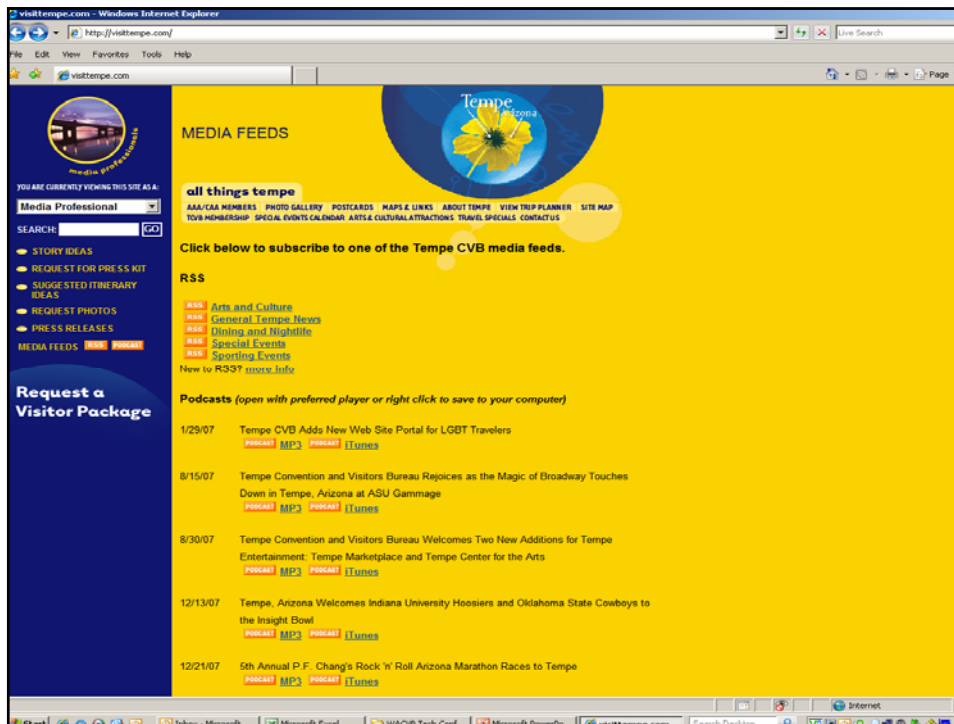 visittempe.com - Windows Internet Explorer
http://visittempe.com/
Live Search
File Edit View Favorites Tools Help
visittempe.com
Page
media professionals
Tempe
Arizona
MEDIA FEEDS
YOU ARE CURRENTLY VIEWING THIS SITE AS A:
Media Professional
SEARCH: GO
STORY IDEAS
REQUEST FOR PRESS KIT
SUGGESTED ITINERARY
IDEAS
REQUEST PHOTOS
PRESS RELEASES
MEDIA FEEDS RSS PODCAST
Request a
Visitor Package
all things tempe
AAA/CAA MEMBERS PHOTO GALLERY POSTCARDS MAPS & LINKS ABOUT TEMPE VIEW TRIP PLANNER SITE MAP
TCVB MEMBERSHIP SPECIAL EVENTS CALENDAR ARTS & CULTURAL ATTRACTIONS TRAVEL SPECIALS CONTACT US
Click below to subscribe to one of the Tempe CVB media feeds.
RSS
RSS Arts and Culture
RSS General Tempe News
RSS Dining and Nightlife
RSS Special Events
RSS Sporting Events
New to RSS? more info
Podcasts (open with preferred player or right click to save to your computer)
1/29/07 Tempe CVB Adds New Web Site Portal for LGBT Travelers
PODCAST MP3 PODCAST iTunes
8/15/07 Tempe Convention and Visitors Bureau Rejoices as the Magic of Broadway Touches
Down in Tempe, Arizona at ASU Gammage
PODCAST MP3 PODCAST iTunes
8/30/07 Tempe Convention and Visitors Bureau Welcomes Two New Additions for Tempe
Entertainment: Tempe Marketplace and Tempe Center for the Arts
PODCAST MP3 PODCAST iTunes
12/13/07 Tempe, Arizona Welcomes Indiana University Hoosiers and Oklahoma State Cowboys to
the Insight Bowl
PODCAST MP3 PODCAST iTunes
12/21/07 5th Annual P.F. Chang's Rock 'n' Roll Arizona Marathon Races to Tempe
PODCAST MP3 PODCAST iTunes
Internet